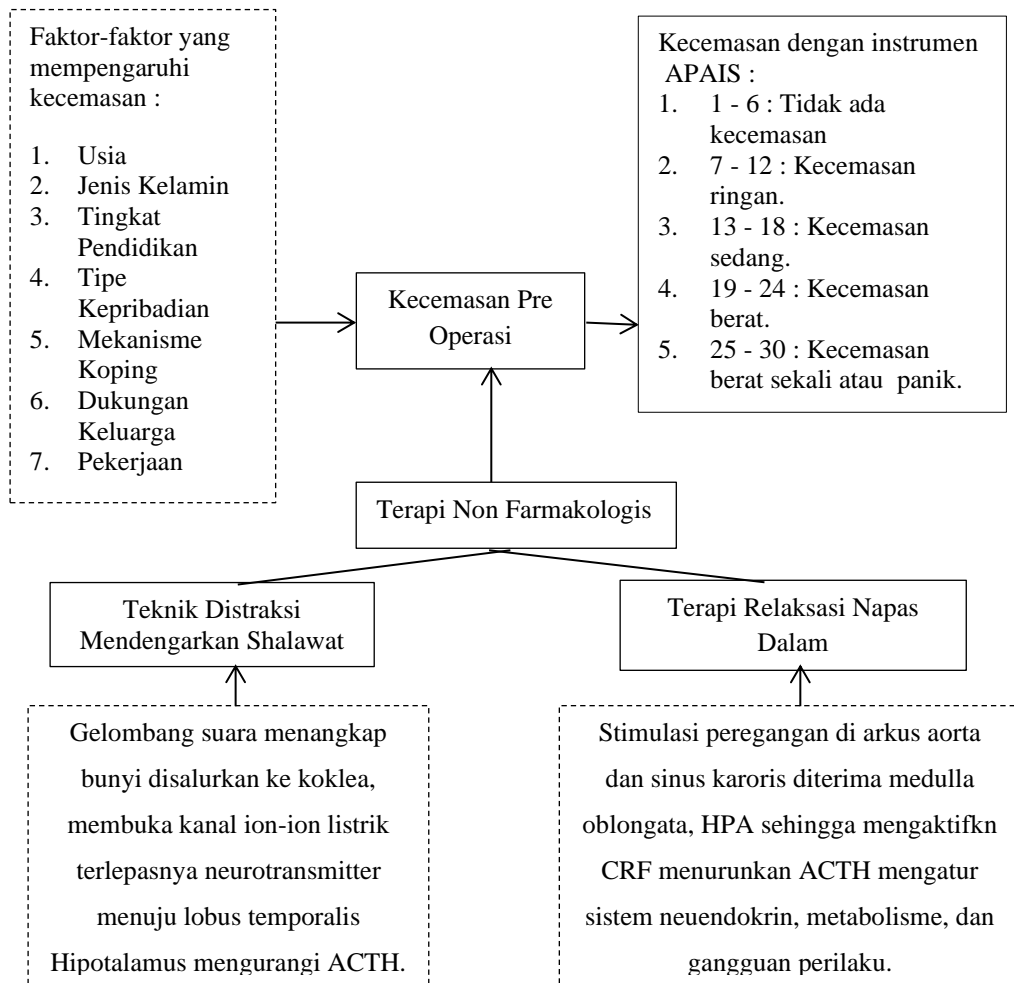 Faktor-faktor yang
mempengaruhi
kecemasan :
1. Usia
2. Jenis Kelamin
3. Tingkat
Pendidikan
4. Tipe
Kepribadian
5. Mekanisme
Koping
6. Dukungan
Keluarga
7. Pekerjaan
Kecemasan Pre
Operasi
Kecemasan dengan instrumen
APAIS :
1. 1 - 6 : Tidak ada
kecemasan
2. 7 - 12 : Kecemasan
ringan.
3. 13 - 18 : Kecemasan
sedang.
4. 19 - 24 : Kecemasan
berat.
5. 25 - 30 : Kecemasan
berat sekali atau panik.
Terapi Non Farmakologis
Teknik Distraksi
Mendengarkan Shalawat
Terapi Relaksasi Napas
Dalam
Gelombang suara menangkap
bunyi disalurkan ke koklea,
membuka kanal ion-ion listrik
terlepasnya neurotransmitter
menuju lobus temporalis
Hipotalamus mengurangi ACTH.
Stimulasi peregangan di arkus aorta
dan sinus karoris diterima medulla
oblongata, HPA sehingga mengaktifkn
CRF menurunkan ACTH mengatur
sistem neuendokrin, metabolisme, dan
gangguan perilaku.